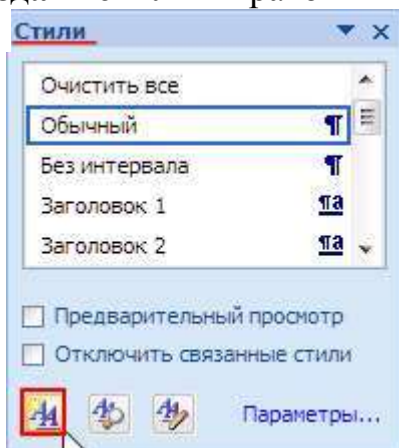 Стили
Очистить все
Обычный
Без интервала
Заголовок 1
Заголовок 2
Предварительный просмотр
Отключить связанные стили
Параметры...